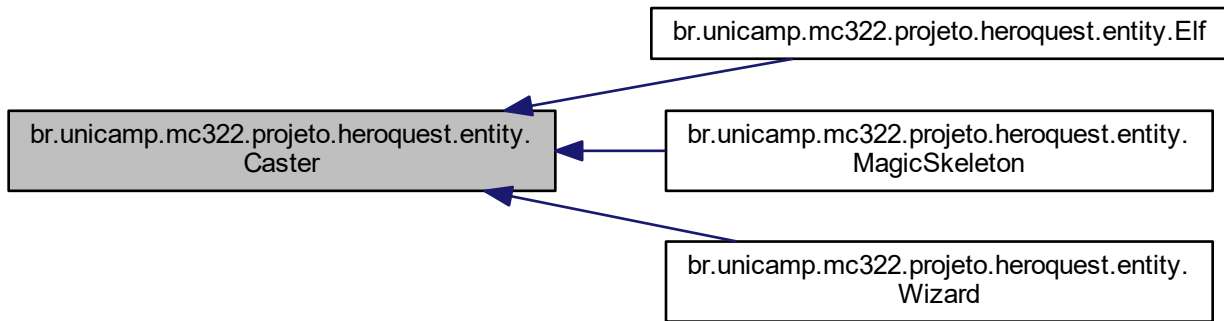 br.unicamp.mc322.projeto.heroquest.entity.Elf
br.unicamp.mc322.projeto.heroquest.entity.
Caster
br.unicamp.mc322.projeto.heroquest.entity.
MagicSkeleton
br.unicamp.mc322.projeto.heroquest.entity.
Wizard